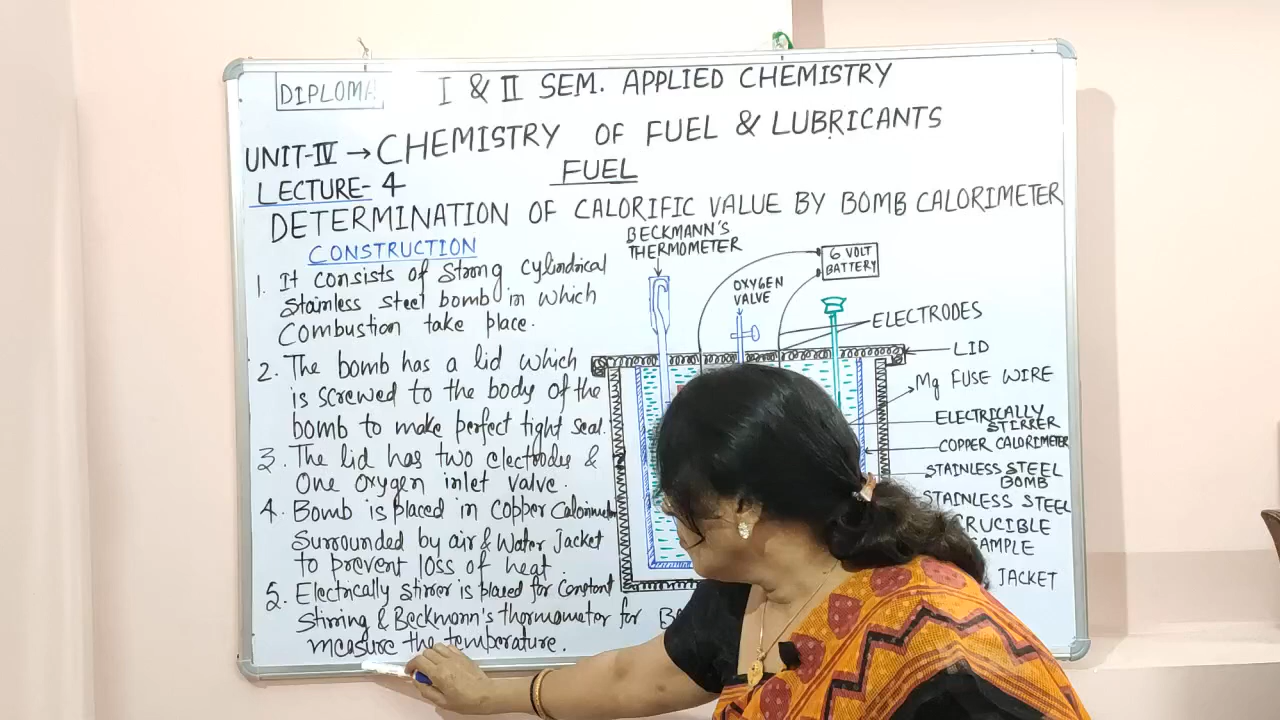 DIPLOMA
I & II SEM. APPLIED CHEMISTRY
UNIT-IV → CHEMISTRY OF FUEL & LUBRICANTS
LECTURE- 4
FUEL
DETERMINATION OF CALORIFIC VALUE BY BOMB CALORIMETER
CONSTRUCTION
1. It consists of strong cylindrical
stainless steel bomb in which
Combustion take place.
2. The bomb has a lid which
is screwed to the body of the
bomb to make perfect tight seal.
3. The lid has two electrodes &
One oxygen inlet valve.
4. Bomb is placed in copper
Surrounded by air & Water Jacket
to prevent loss of heat.
5. Electrically stirrer is placed for constant
stirring & Beckmann's thermometer for
measure the temperature.
BECKMANN'S
THERMOMETER
6 VOLT
BATTERY
OXYGEN
VALVE
ELECTRODES
LID
Mg FUSE WIRE
ELECTRICALLY
STIRRER
COPPER CALORIMETER
STAINLESS STEEL
BOMB
STAINLESS STEEL
JACKET